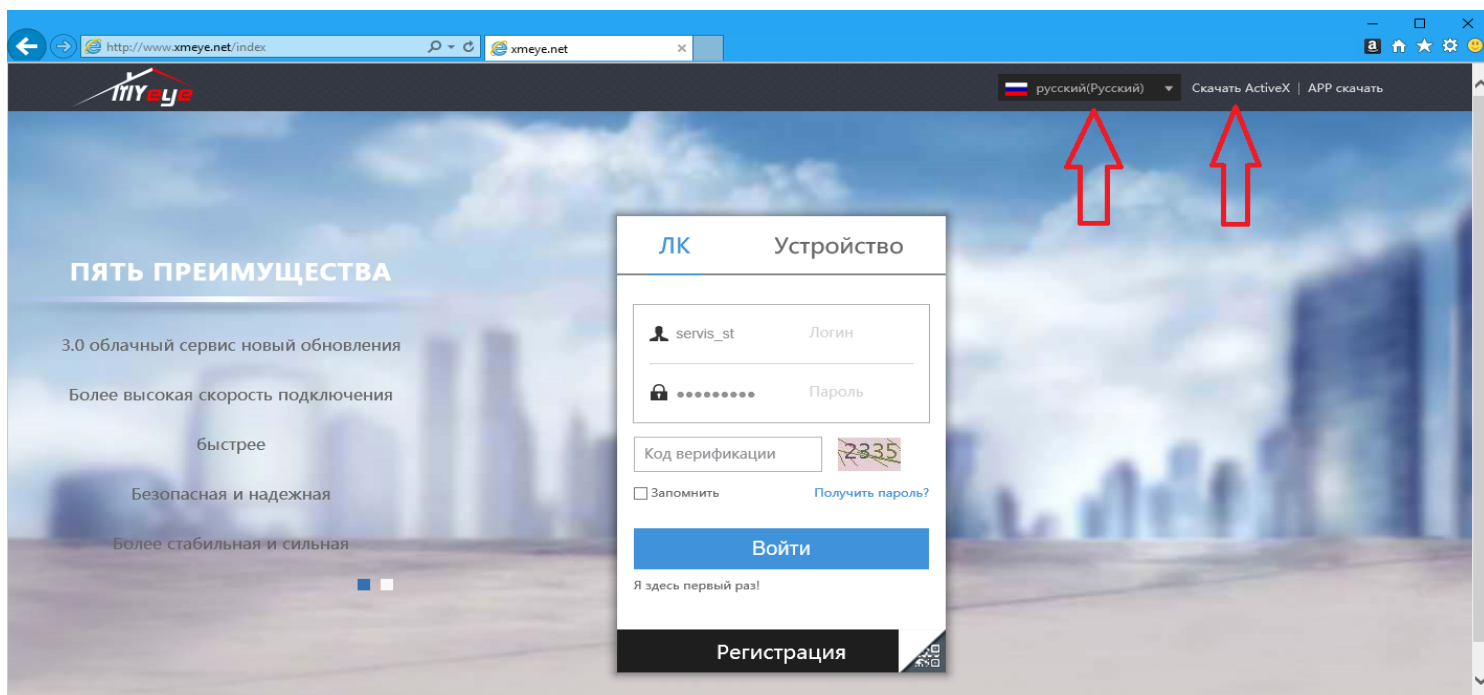 http://www.xmeye.net/index
xmeye.net
a
mYeye
русский(Русский)
Скачать ActiveX | APP скачать
ПЯТЬ ПРЕИМУЩЕСТВА
3.0 облачный сервис новый обновления
Более высокая скорость подключения
быстрее
Безопасная и надежная
Более стабильная и сильная
ЛК Устройство
servis_st Логин
Пароль
Код верификации 2335
Запомнить Получить пароль?
Войти
Я здесь первый раз!
Регистрация